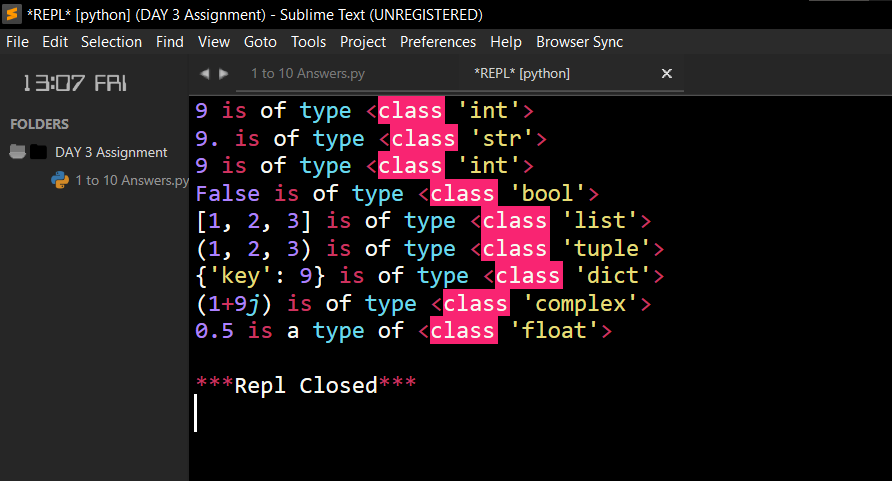 *REPL* [python] (DAY 3 Assignment) - Sublime Text (UNREGISTERED)
File Edit Selection Find View Goto Tools Project Preferences Help Browser Sync
13:07 FRI
1 to 10 Answers.py
*REPL* [python]
FOLDERS
DAY 3 Assignment
1 to 10 Answers.py
9 is of type <class 'int'>
9. is of type <class 'str'>
9 is of type <class 'int'>
False is of type <class 'bool'>
[1, 2, 3] is of type <class 'list'>
(1, 2, 3) is of type <class 'tuple'>
{'key': 9} is of type <class 'dict'>
(1+9j) is of type <class 'complex'>
0.5 is a type of <class 'float'>
***Repl Closed***